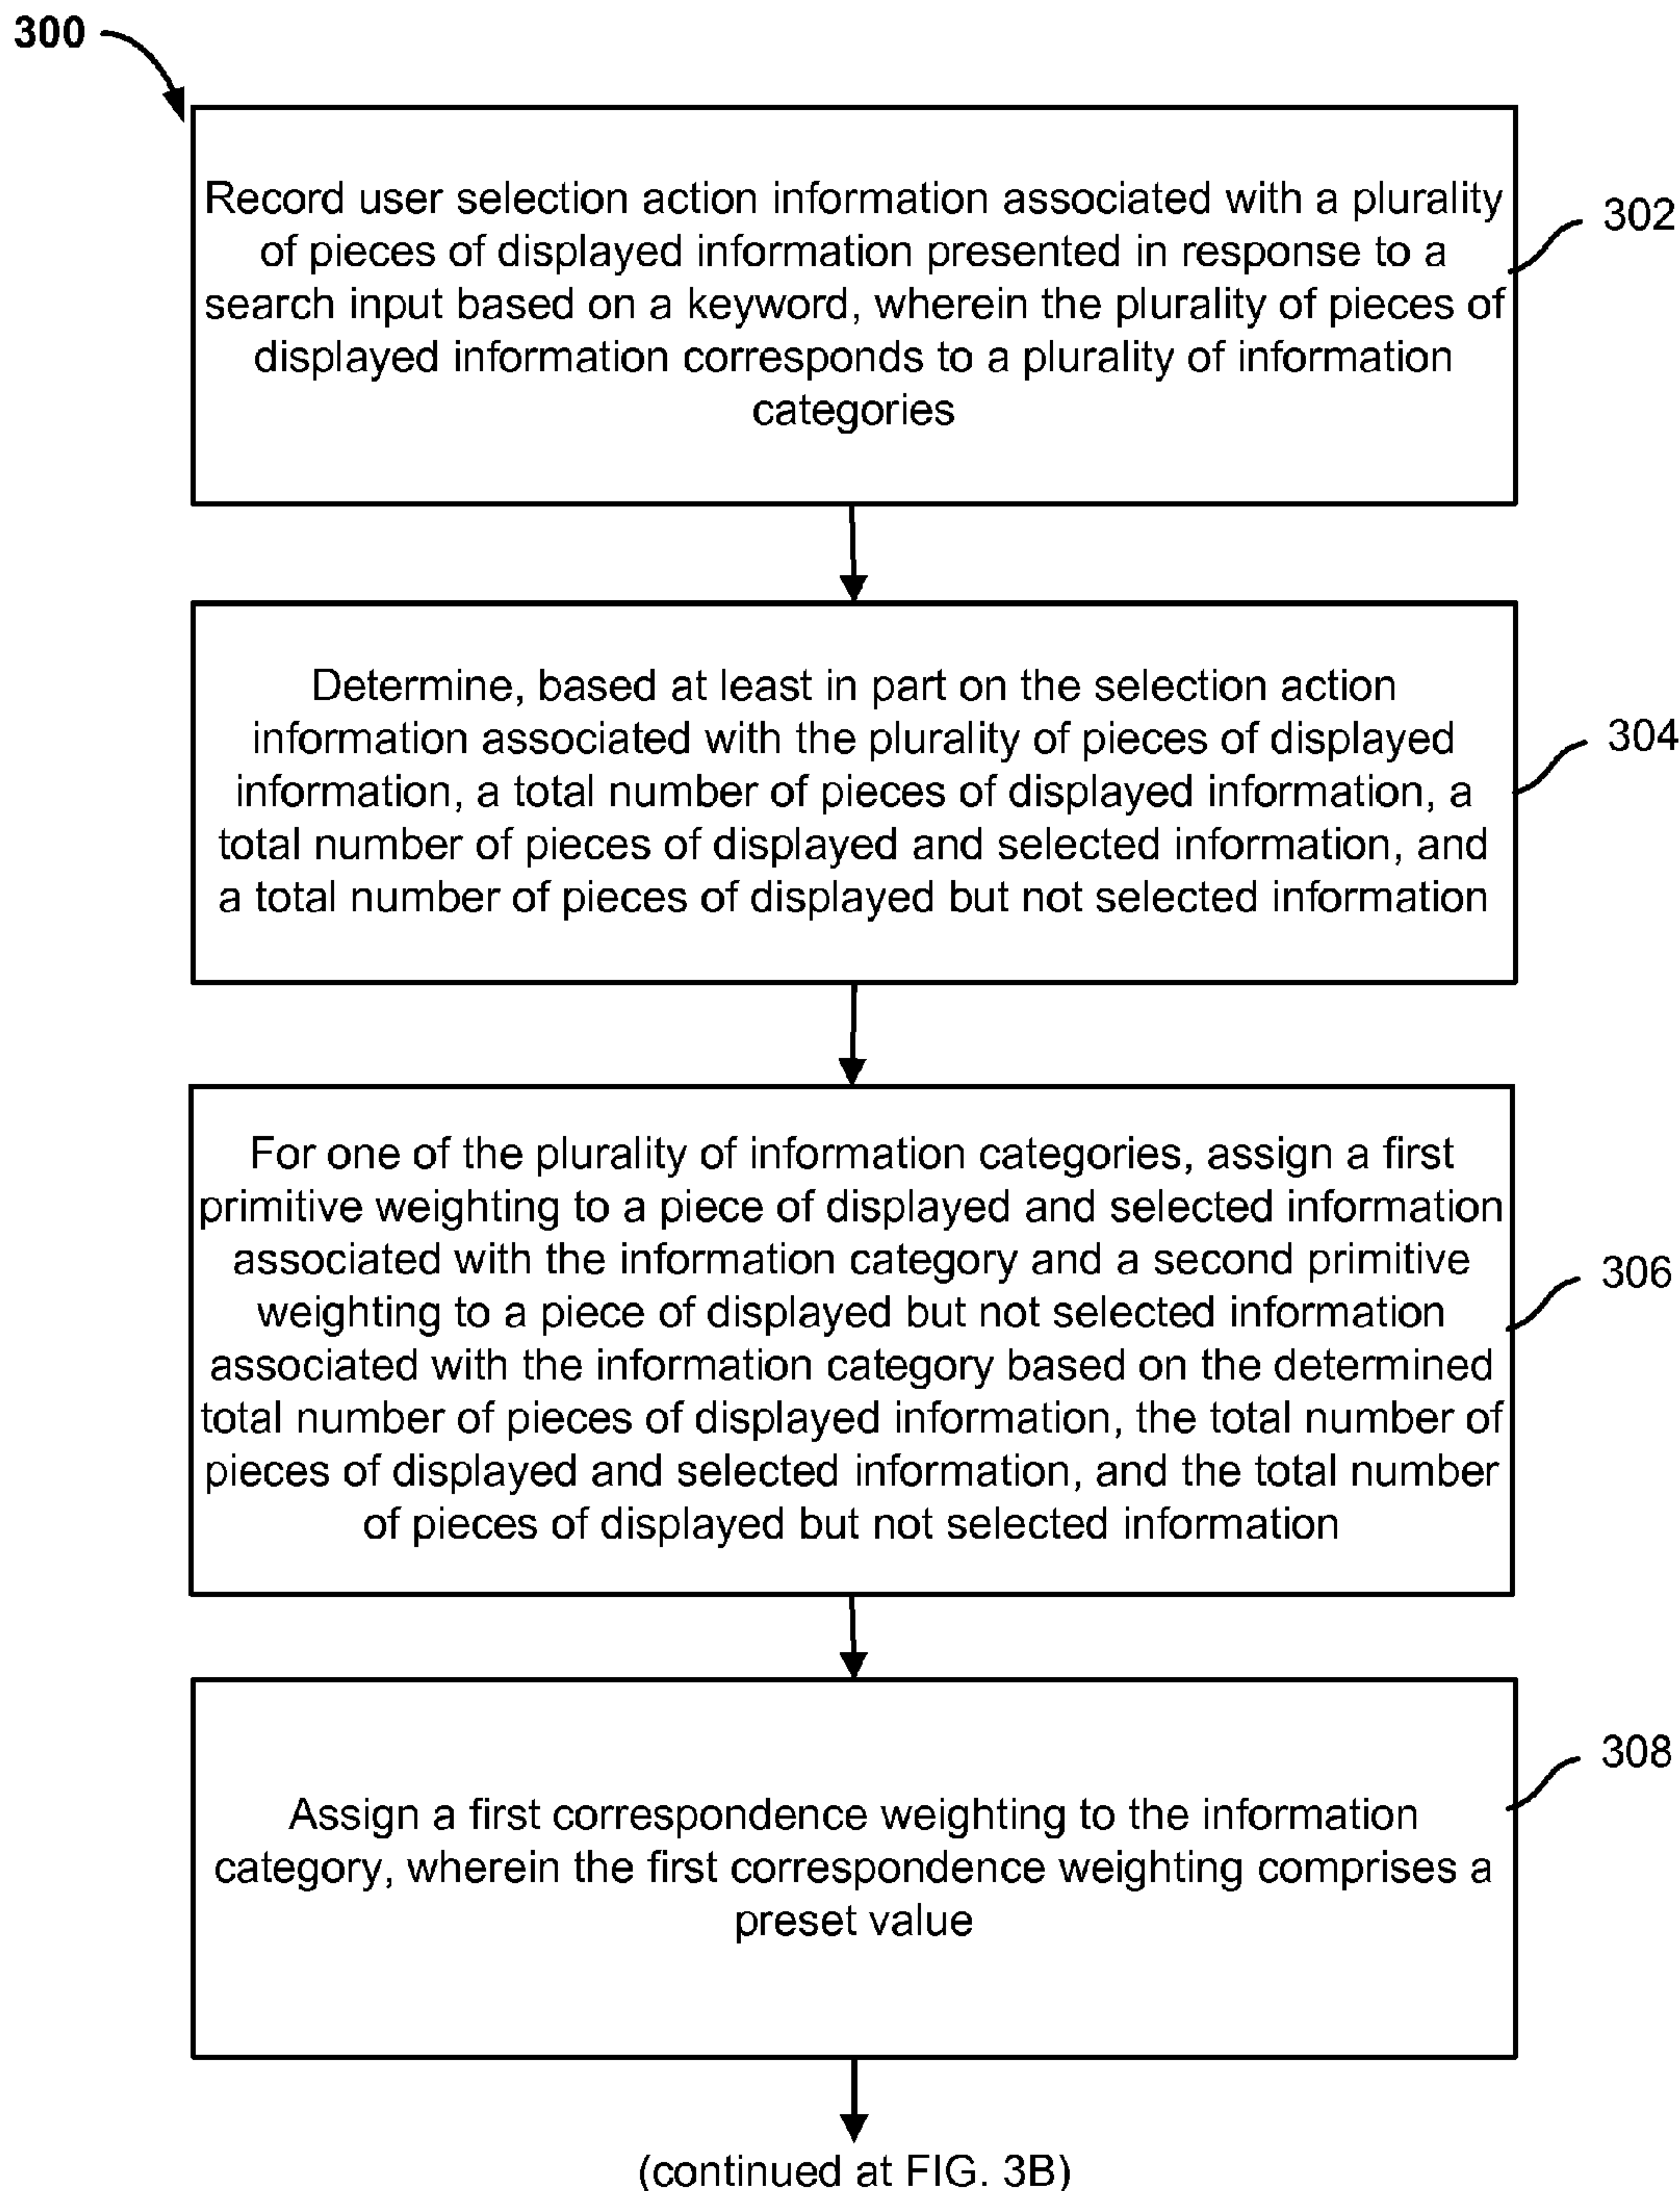 300
Record user selection action information associated with a plurality
of pieces of displayed information presented in response to a
search input based on a keyword, wherein the plurality of pieces of
displayed information corresponds to a plurality of information
categories
302
Determine, based at least in part on the selection action
information associated with the plurality of pieces of displayed
information, a total number of pieces of displayed information, a
total number of pieces of displayed and selected information, and
a total number of pieces of displayed but not selected information
304
For one of the plurality of information categories, assign a first
primitive weighting to a piece of displayed and selected information
associated with the information category and a second primitive
weighting to a piece of displayed but not selected information
associated with the information category based on the determined
total number of pieces of displayed information, the total number of
pieces of displayed and selected information, and the total number
of pieces of displayed but not selected information
306
Assign a first correspondence weighting to the information
category, wherein the first correspondence weighting comprises a
preset value
308
(continued at FIG. 3B)